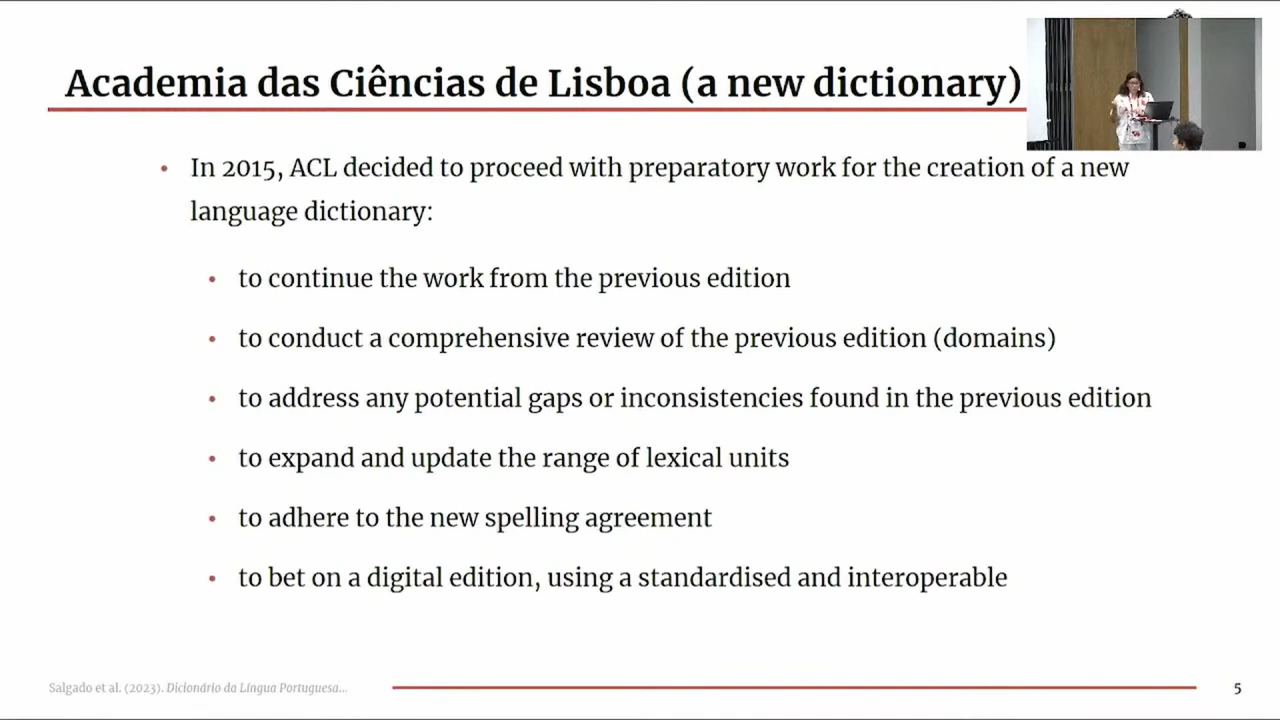 Academia das Ciências de Lisboa (a new dictionary)
• In 2015, ACL decided to proceed with preparatory work for the creation of a new
language dictionary:
• to continue the work from the previous edition
• to conduct a comprehensive review of the previous edition (domains)
• to address any potential gaps or inconsistencies found in the previous edition
• to expand and update the range of lexical units
• to adhere to the new spelling agreement
• to bet on a digital edition, using a standardised and interoperable
Salgado et al. (2023). Dicionário da Língua Portuguesa...
5